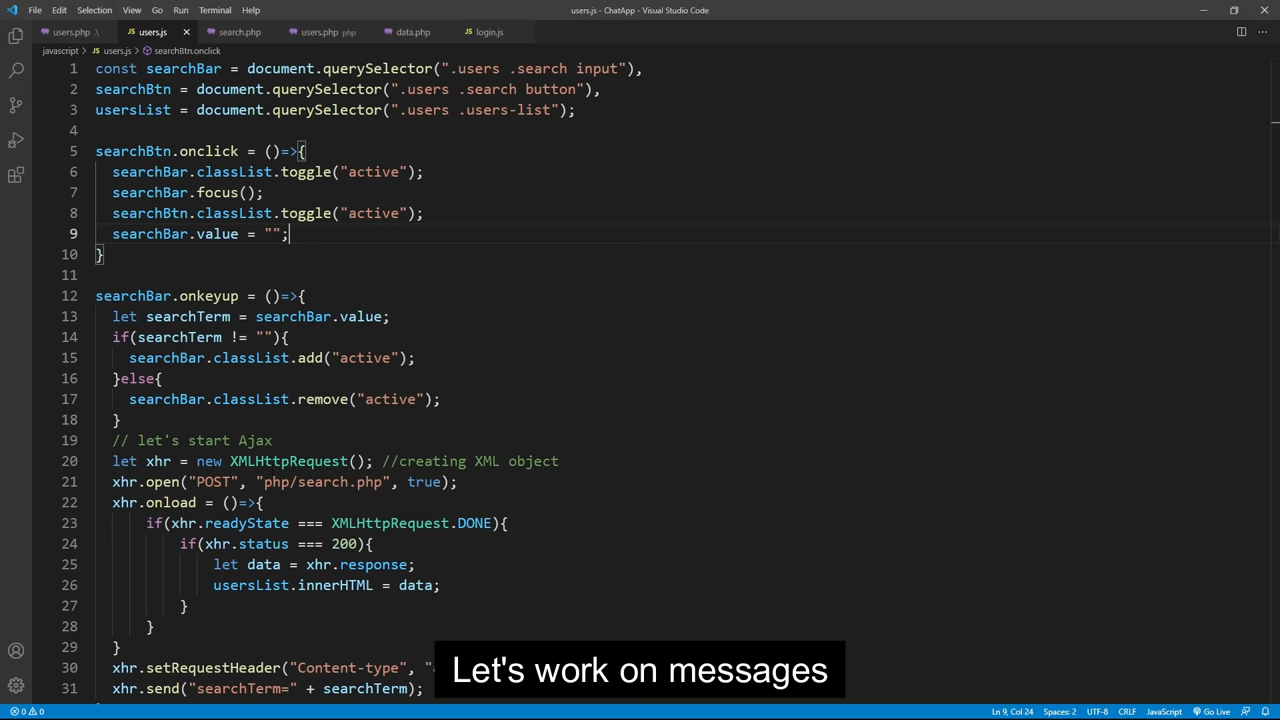 File Edit Selection View Go Run Terminal Help
users.js - ChatApp - Visual Studio Code
users.php .\ JS users.js search.php users.php php data.php JS login.js
javascript > JS users.js > searchBtn.onclick
1 const searchBar = document.querySelector(".users .search input"),
2 searchBtn = document.querySelector(".users .search button"),
3 usersList = document.querySelector(".users .users-list");
4
5 searchBtn.onclick = ()=>{
6 searchBar.classList.toggle("active");
7 searchBar.focus();
8 searchBtn.classList.toggle("active");
9 searchBar.value = "";
10 }
11
12 searchBar.onkeyup = ()=>{
13 let searchTerm = searchBar.value;
14 if(searchTerm != ""){
15 searchBar.classList.add("active");
16 }else{
17 searchBar.classList.remove("active");
18 }
19 // let's start Ajax
20 let xhr = new XMLHttpRequest(); //creating XML object
21 xhr.open("POST", "php/search.php", true);
22 xhr.onload = ()=>{
23 if(xhr.readyState === XMLHttpRequest.DONE){
24 if(xhr.status === 200){
25 let data = xhr.response;
26 usersList.innerHTML = data;
27 }
28 }
29 }
30 xhr.setRequestHeader("Content-type",
31 xhr.send("searchTerm=" + searchTerm);
Let's work on messages
0 0 Ln 9, Col 24 Spaces: 2 UTF-8 CRLF JavaScript Go Live